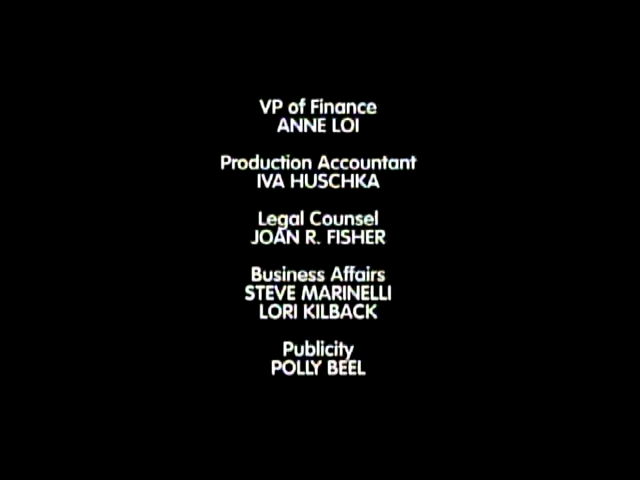 VP of Finance
ANNE LOI
Production Accountant
IVA HUSCHKA
Legal Counsel
JOAN R. FISHER
Business Affairs
STEVE MARINELLI
LORI KILBACK
Publicity
POLLY BEEL